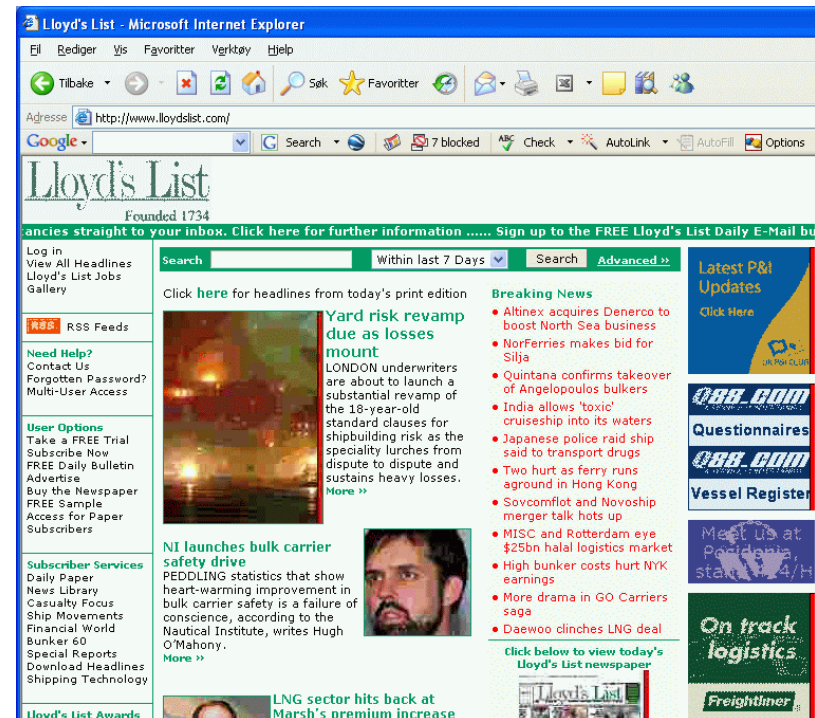 Lloyd's List - Microsoft Internet Explorer
Fil Rediger Vis Favoritter Verktøy Hjelp
Tilbake Søk Favoritter
Adresse http://www.lloydslist.com/
Google Search 7 blocked ABC Check AutoLink AutoFill Options
Lloyd's List
Founded 1734
ancies straight to your inbox. Click here for further information ...... Sign up to the FREE Lloyd's List Daily E-Mail bu
Log in
View All Headlines
Lloyd's List Jobs
Gallery
RSS RSS Feeds
Need Help?
Contact Us
Forgotten Password?
Multi-User Access
User Options
Take a FREE Trial
Subscribe Now
FREE Daily Bulletin
Advertise
Buy the Newspaper
FREE Sample
Access for Paper
Subscribers
Subscriber Services
Daily Paper
News Library
Casualty Focus
Ship Movements
Financial World
Bunker 60
Special Reports
Download Headlines
Shipping Technology
Lloyd's List Awards
Search Within last 7 Days Search Advanced »
Click here for headlines from today's print edition
Yard risk revamp
due as losses
mount
LONDON underwriters
are about to launch a
substantial revamp of
the 18-year-old
standard clauses for
shipbuilding risk as the
speciality lurches from
dispute to dispute and
sustains heavy losses.
More »
NI launches bulk carrier
safety drive
PEDDLING statistics that show
heart-warming improvement in
bulk carrier safety is a failure of
conscience, according to the
Nautical Institute, writes Hugh
O'Mahony.
More »
LNG sector hits back at
Marsh's premium increase
Breaking News
Altinex acquires Denerco to
boost North Sea business
NorFerries makes bid for
Silja
Quintana confirms takeover
of Angelopoulos bulkers
India allows 'toxic'
cruiseship into its waters
Japanese police raid ship
said to transport drugs
Two hurt as ferry runs
aground in Hong Kong
Sovcomflot and Novoship
merger talk hots up
MISC and Rotterdam eye
$25bn halal logistics market
High bunker costs hurt NYK
earnings
More drama in GO Carriers
saga
Daewoo clinches LNG deal
Click below to view today's
Lloyd's List newspaper
Lloyd's List
Latest P&I
Updates
Click Here
UK P&I CLUB
Q88.COM
Questionnaires
Q88.COM
Vessel Register
Meet us at
Posidonia,
On track
logistics
Freightliner